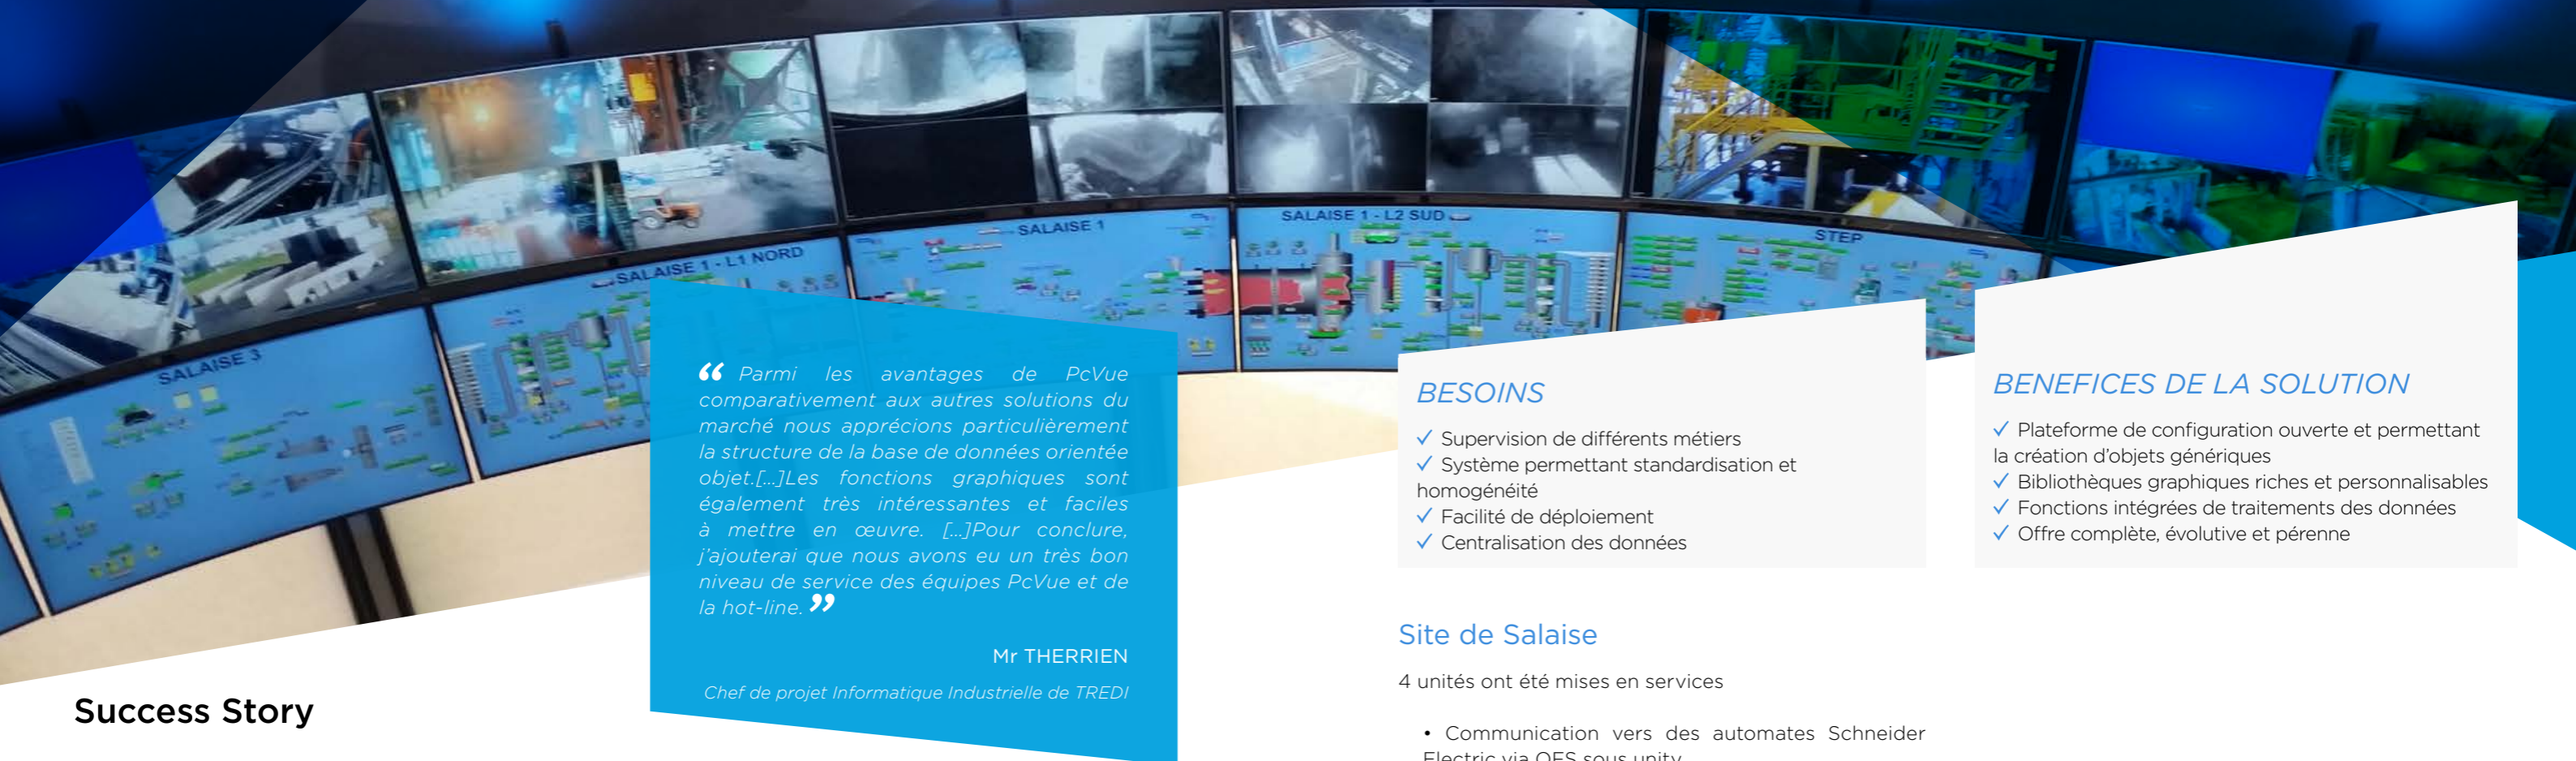 SALAISE 3
SALAISE 1 - L1 NORD
SALAISE 1
SALAISE 1 - L2 SUD
STEP
“ Parmi les avantages de PcVue
comparativement aux autres solutions du
marché nous apprécions particulièrement
la structure de la base de données orientée
objet.[...]Les fonctions graphiques sont
également très intéressantes et faciles
à mettre en œuvre. [...]Pour conclure,
j’ajouterai que nous avons eu un très bon
niveau de service des équipes PcVue et de
la hot-line. ”
Mr THERRIEN
Chef de projet Informatique Industrielle de TREDI
Success Story
BESOINS
✓ Supervision de différents métiers
✓ Système permettant standardisation et
homogénéité
✓ Facilité de déploiement
✓ Centralisation des données
BENEFICES DE LA SOLUTION
✓ Plateforme de configuration ouverte et permettant
la création d’objets génériques
✓ Bibliothèques graphiques riches et personnalisables
✓ Fonctions intégrées de traitements des données
✓ Offre complète, évolutive et pérenne
Site de Salaise
4 unités ont été mises en services
• Communication vers des automates Schneider
Electric via OFS sous unity